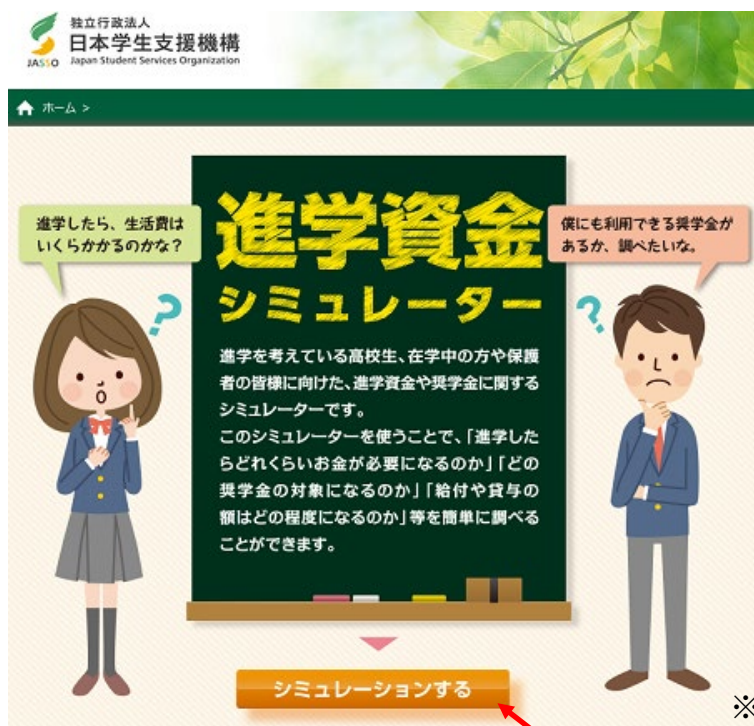 独立行政法人
日本学生支援機構
JASSO Japan Student Services Organization
ホーム >
進学したら、生活費は
いくらかかるのかな？
進学資金
シミュレーター
僕にも利用できる奨学金が
あるか、調べたいな。
進学を考えている高校生、在学中の方や保護
者の皆様に向けた、進学資金や奨学金に関する
シミュレーターです。
このシミュレーターを使うことで、「進学した
らどれくらいお金が必要になるのか」「どの
奨学金の対象になるのか」「給付や貸与の
額はどの程度になるのか」等を簡単に調べる
ことができます。
シミュレーションする
※